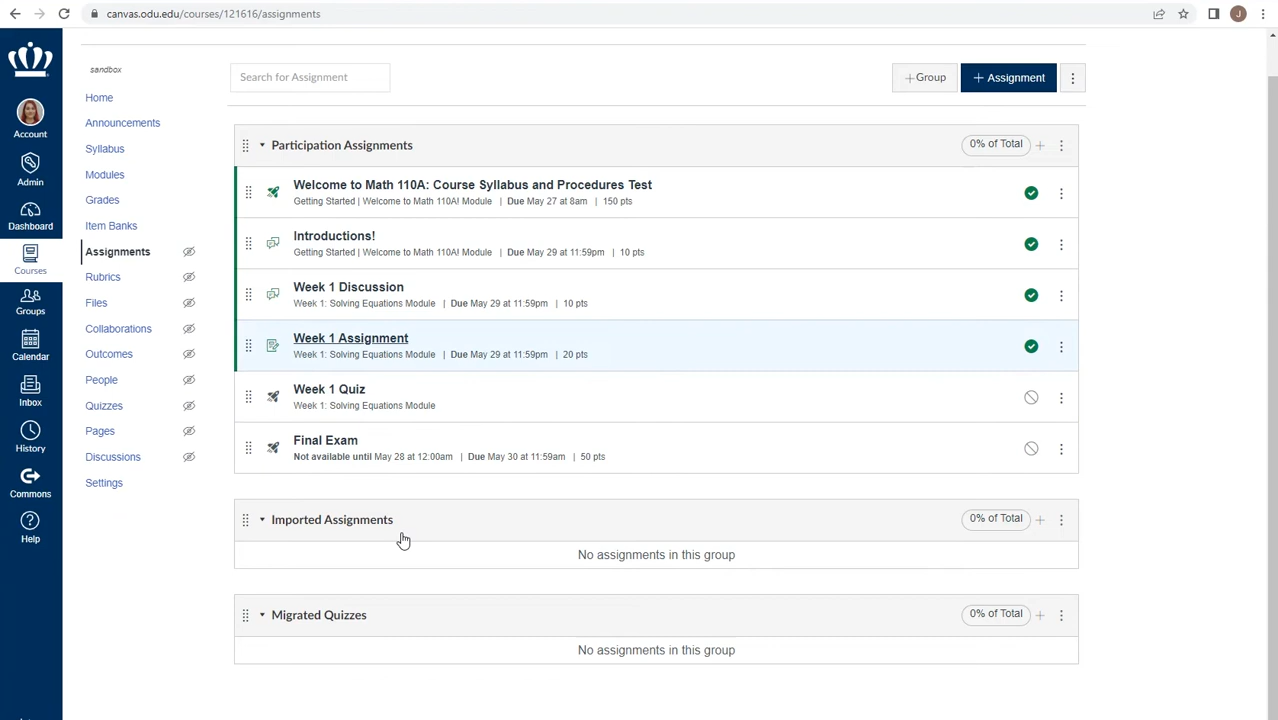 canvas.odu.edu/courses/121616/assignments
J
Account
Admin
Dashboard
Courses
Groups
Calendar
Inbox
History
Commons
Help
sandbox
Home
Announcements
Syllabus
Modules
Grades
Item Banks
Assignments
Rubrics
Files
Collaborations
Outcomes
People
Quizzes
Pages
Discussions
Settings
Search for Assignment
+Group
+ Assignment
Participation Assignments
0% of Total +
Welcome to Math 110A: Course Syllabus and Procedures Test
Getting Started | Welcome to Math 110A! Module | Due May 27 at 8am | 150 pts
Introductions!
Getting Started | Welcome to Math 110A! Module | Due May 29 at 11:59pm | 10 pts
Week 1 Discussion
Week 1: Solving Equations Module | Due May 29 at 11:59pm | 10 pts
Week 1 Assignment
Week 1: Solving Equations Module | Due May 29 at 11:59pm | 20 pts
Week 1 Quiz
Week 1: Solving Equations Module
Final Exam
Not available until May 28 at 12:00am | Due May 30 at 11:59am | 50 pts
Imported Assignments
0% of Total +
No assignments in this group
Migrated Quizzes
0% of Total +
No assignments in this group